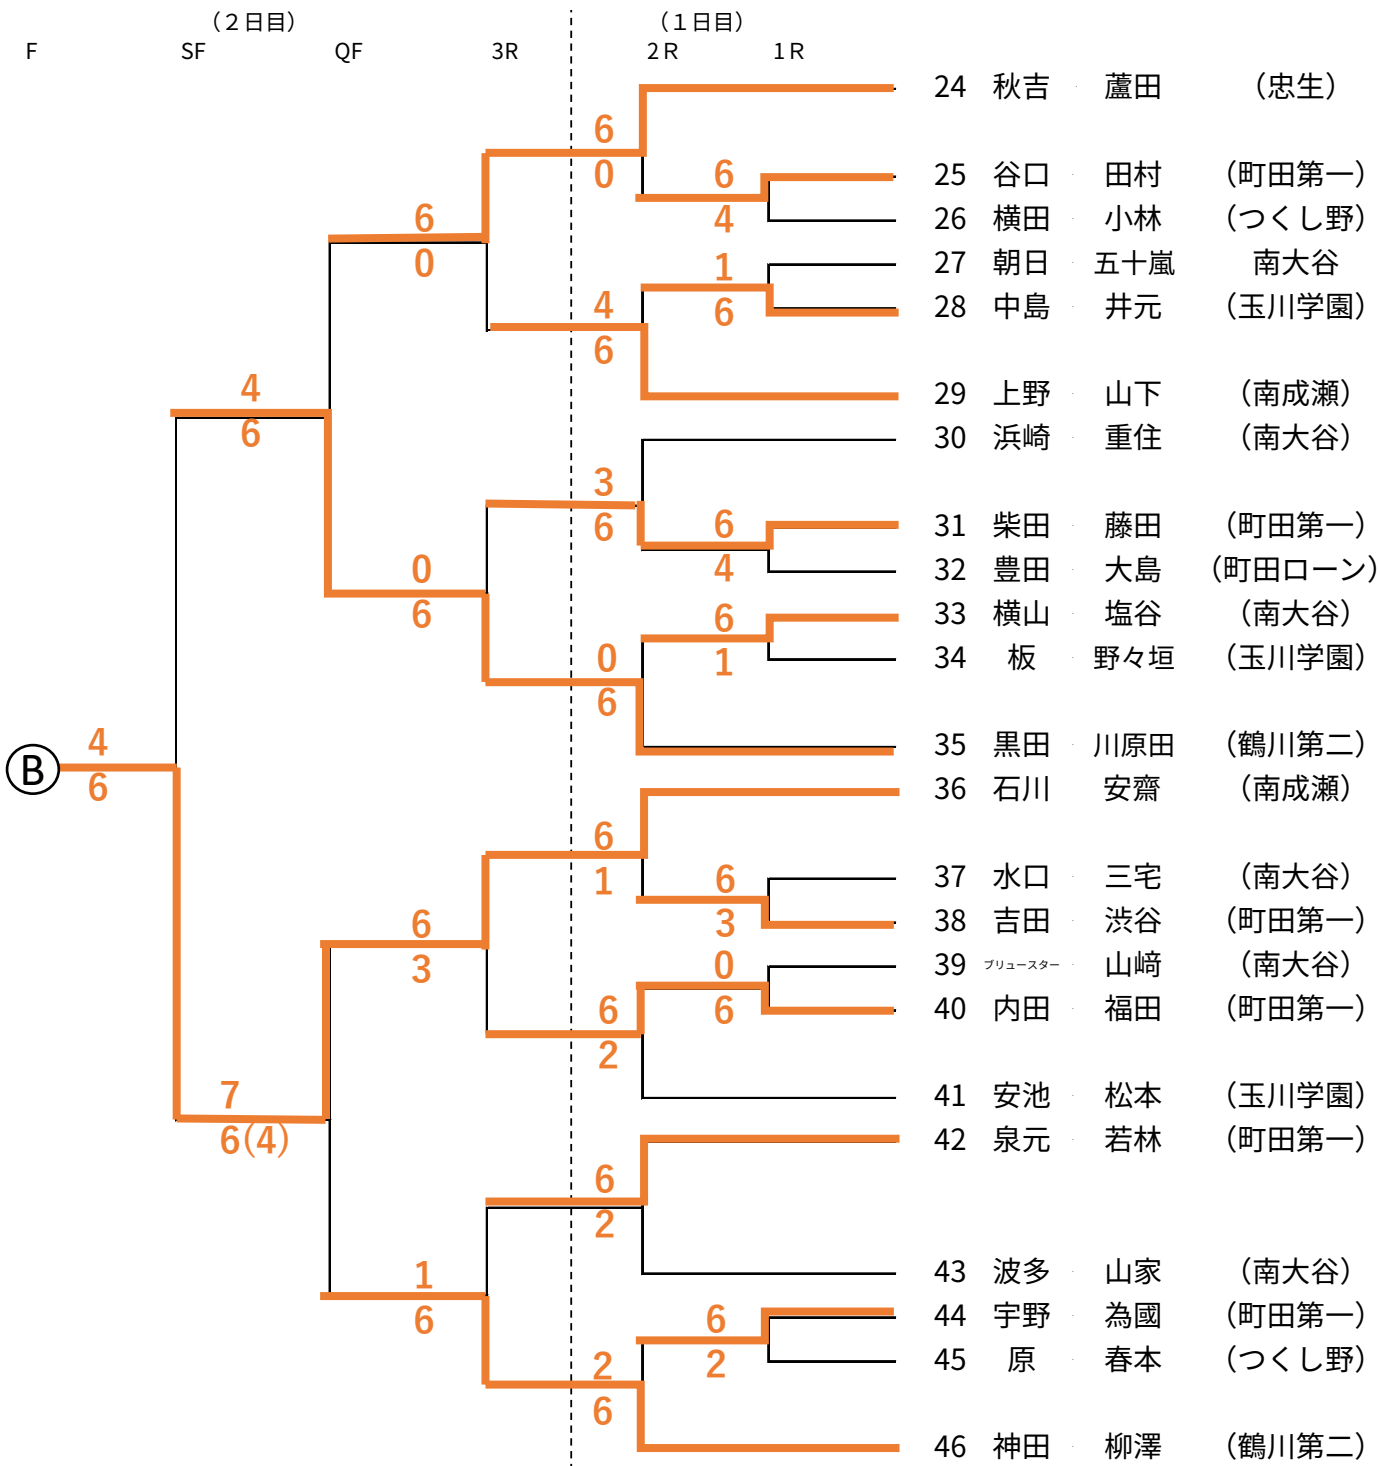 （２日目）
（１日目）
F
SF
QF
3R
2R
1R
24 秋吉 蘆田 （忠生）
6
0
25 谷口 田村 （町田第一）
6
4
26 横田 小林 （つくし野）
6
0
27 朝日 五十嵐 南大谷
1
6
28 中島 井元 （玉川学園）
4
6
29 上野 山下 （南成瀬）
4
6
30 浜崎 重住 （南大谷）
3
6
31 柴田 藤田 （町田第一）
6
4
32 豊田 大島 （町田ローン）
0
6
33 横山 塩谷 （南大谷）
6
1
34 板 野々垣 （玉川学園）
0
6
35 黒田 川原田 （鶴川第二）
4
B
6
36 石川 安齋 （南成瀬）
6
1
37 水口 三宅 （南大谷）
6
3
38 吉田 渋谷 （町田第一）
6
3
39 ブリュースター 山﨑 （南大谷）
0
6
40 内田 福田 （町田第一）
6
2
41 安池 松本 （玉川学園）
7
6(4)
42 泉元 若林 （町田第一）
6
2
43 波多 山家 （南大谷）
1
6
44 宇野 為國 （町田第一）
6
2
45 原 春本 （つくし野）
2
6
46 神田 柳澤 （鶴川第二）